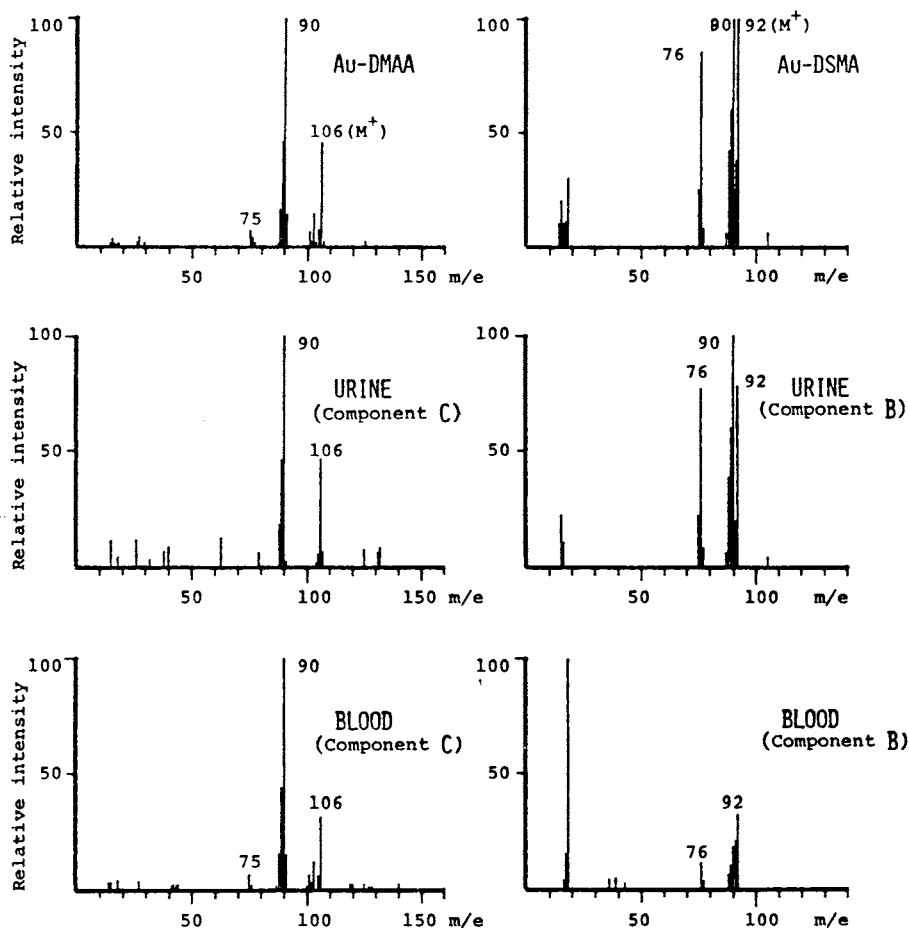 100
90
Au-DMAA
106(M+)
50
75
Relative intensity
50 100 150 m/e
100
90 92(M+)
76
Au-DSMA
50
50 100 m/e
100
90
URINE
(Component C)
106
50
Relative intensity
50 100 150 m/e
100
90
76
92
URINE
(Component B)
50
50 100 m/e
100
90
BLOOD
(Component C)
106
50
75
Relative intensity
50 100 150 m/e
100
BLOOD
(Component B)
50
92
76
50 100 m/e